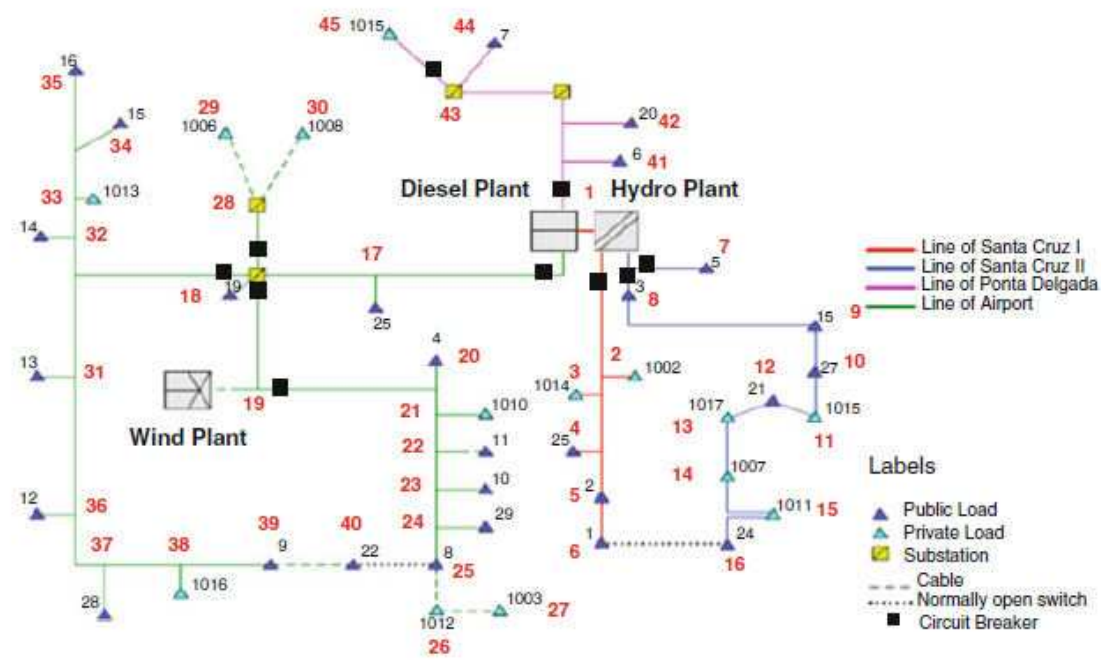 45 1015 44 7
16
35
43
15
34
29 1006
30 1008
20 42
6 41
Diesel Plant 1 Hydro Plant
33 1013
28
14 32
17
7
5
Line of Santa Cruz I
Line of Santa Cruz II
Line of Ponta Delgada
Line of Airport
18 19
25
3 8
15 9
4 20
2
13 31
3 1014
1002
12 21
27 10
19
Wind Plant
21 1010
1017 13
1015 11
22 11
4 25
23 10
14 1007
24 29
5 2
1011 15
12 36
37 38 39 40
9 22 8 25
6 1
24 16
28
1016
1012 26
1003 27
Labels
Public Load
Private Load
Substation
Cable
Normally open switch
Circuit Breaker